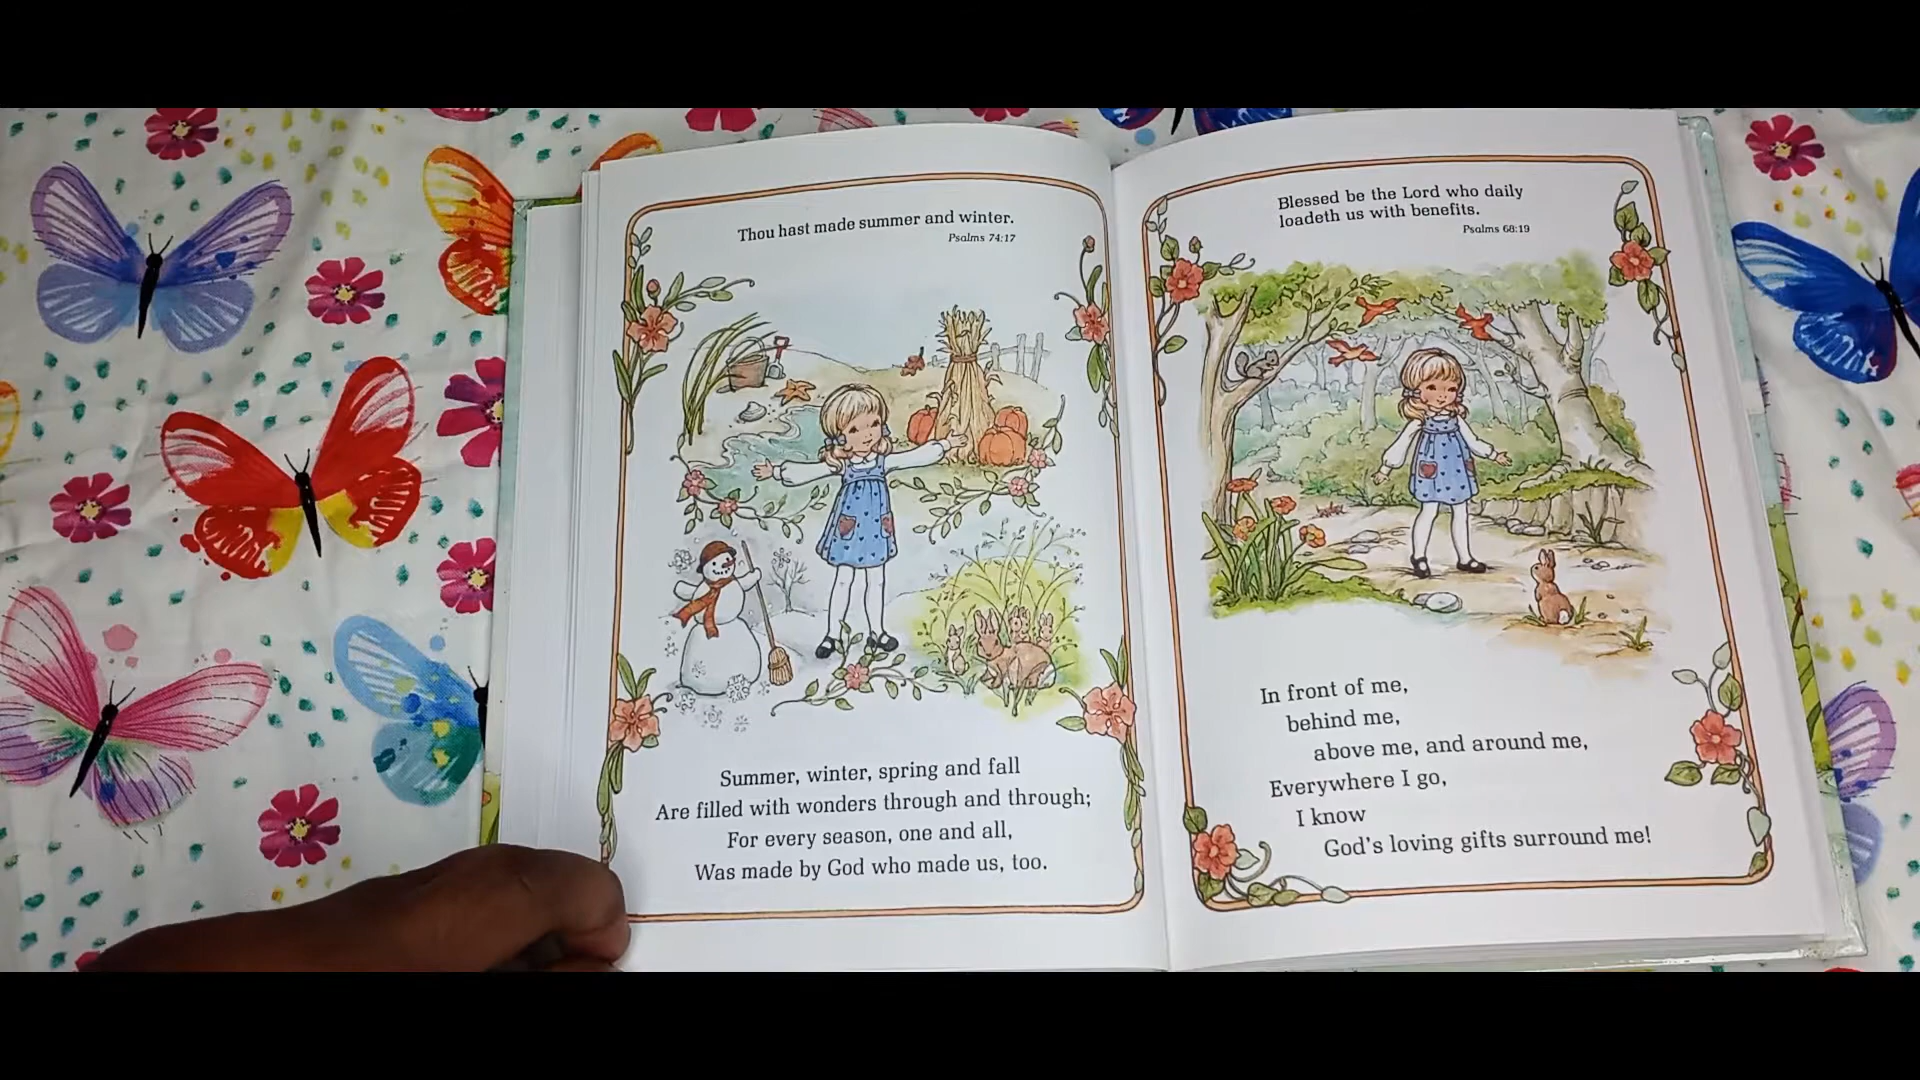 Thou hast made summer and winter.
Psalms 74:17
Summer, winter, spring and fall
Are filled with wonders through and through;
For every season, one and all,
Was made by God who made us, too.
Blessed be the Lord who daily
loadeth us with benefits.
Psalms 68:19
In front of me,
behind me,
above me, and around me,
Everywhere I go,
I know
God's loving gifts surround me!